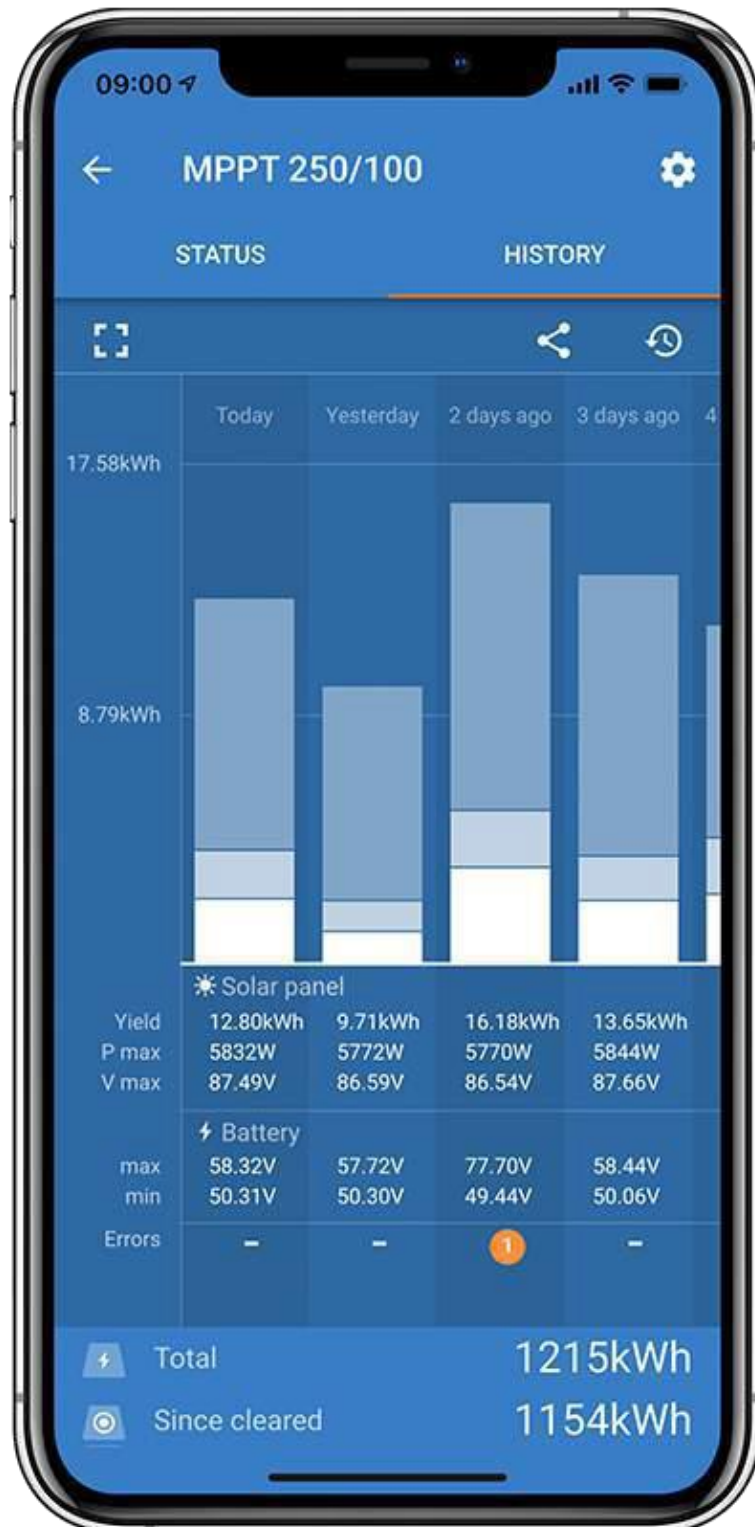 09:00
MPPT 250/100
STATUS HISTORY
Today Yesterday 2 days ago 3 days ago 4
17.58kWh
8.79kWh
Solar panel
Yield 12.80kWh 9.71kWh 16.18kWh 13.65kWh
P max 5832W 5772W 5770W 5844W
V max 87.49V 86.59V 86.54V 87.66V
Battery
max 58.32V 57.72V 77.70V 58.44V
min 50.31V 50.30V 49.44V 50.06V
Errors - - 1 -
Total 1215kWh
Since cleared 1154kWh